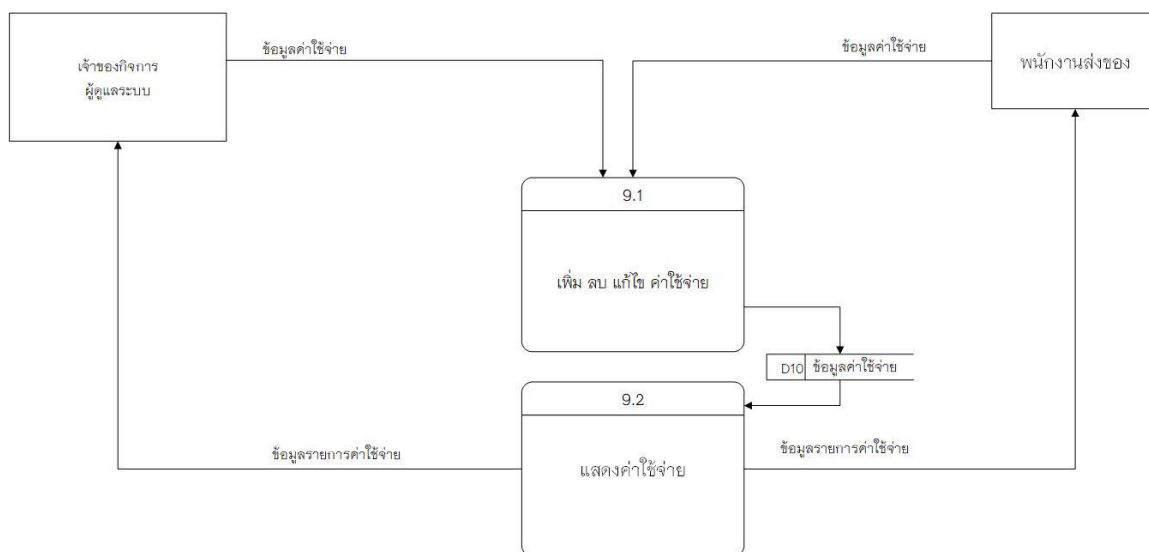 ข้อมูลค่าใช้จ่าย
ข้อมูลค่าใช้จ่าย
เจ้าของกิจการ
ผู้ดูแลระบบ
พนักงานส่งของ
9.1
เพิ่ม ลบ แก้ไข ค่าใช้จ่าย
D10 ข้อมูลค่าใช้จ่าย
9.2
แสดงค่าใช้จ่าย
ข้อมูลรายการค่าใช้จ่าย
ข้อมูลรายการค่าใช้จ่าย